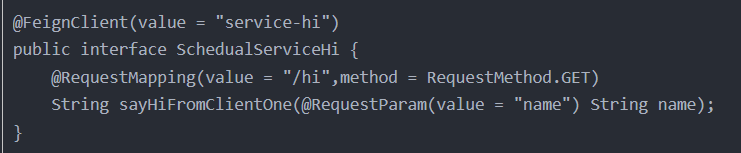 @FeignClient(value = "service-hi")
public interface SchedualServiceHi {
    @RequestMapping(value = "/hi",method = RequestMethod.GET)
    String sayHiFromClientOne(@RequestParam(value = "name") String name);
}